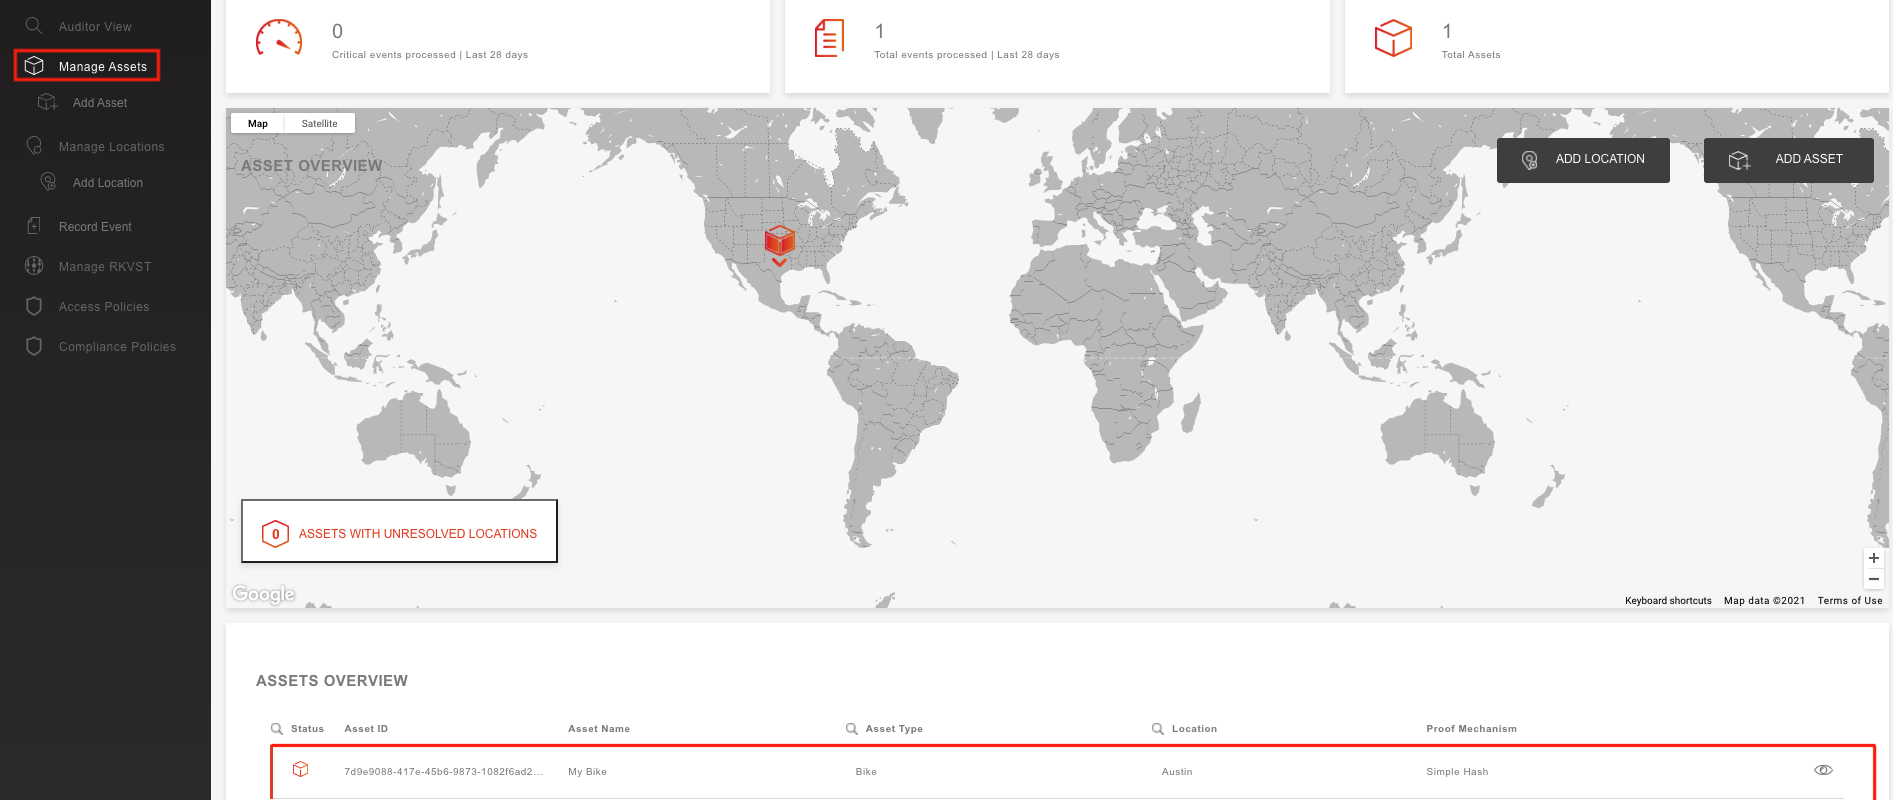 Auditor View
Manage Assets
Add Asset
Manage Locations
Add Location
Record Event
Manage RKVST
Access Policies
Compliance Policies
0
Critical events processed | Last 28 days
1
Total events processed | Last 28 days
1
Total Assets
Map Satellite
ASSET OVERVIEW
ADD LOCATION
ADD ASSET
0 ASSETS WITH UNRESOLVED LOCATIONS
Google
Keyboard shortcuts Map data ©2021 Terms of Use
ASSETS OVERVIEW
Status Asset ID Asset Name Asset Type Location Proof Mechanism
7d9e9088-417e-45b6-9873-1082f6ad2... My Bike Bike Austin Simple Hash